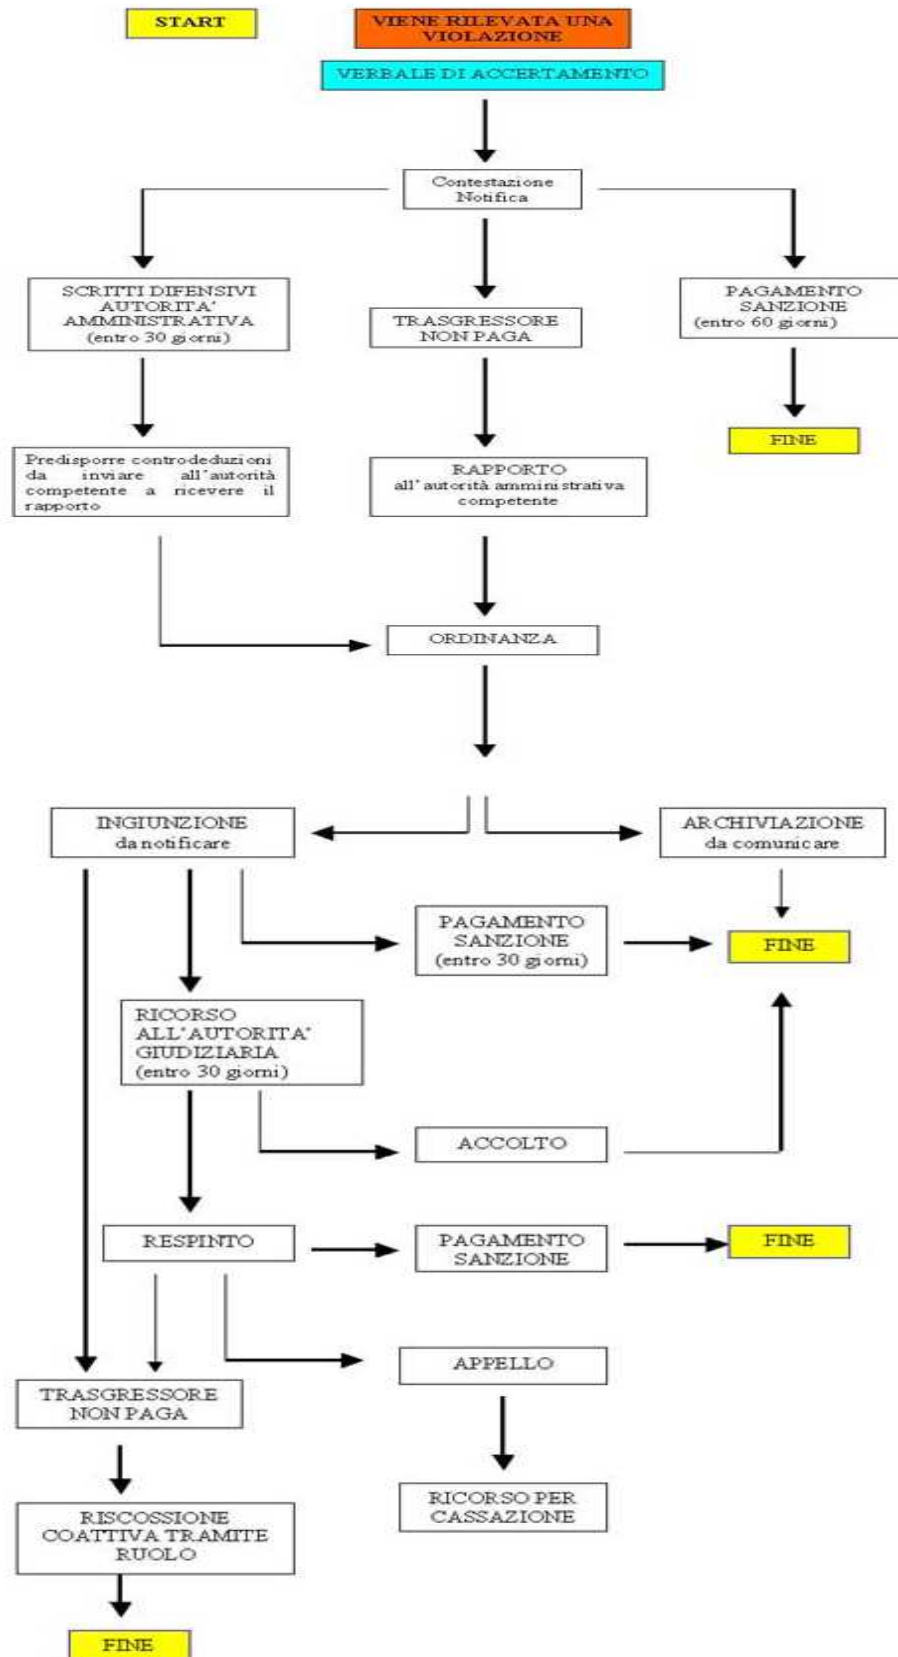 START
VIENE RILEVATA UNA
VIOLAZIONE
VERBALE DI ACCERTAMENTO
Contestazione
Notifica
SCRITTI DIFENSIVI
AUTORITA'
AMMINISTRATIVA
(entro 30 giorni)
TRASGRESSORE
NON PAGA
PAGAMENTO
SANZIONE
(entro 60 giorni)
FINE
Predisporre controdeduzioni
da inviare all'autorità
competente a ricevere il
rapporto
RAPPORTO
all'autorità amministrativa
competente
ORDINANZA
INGIUNZIONE
da notificare
ARCHIVIAZIONE
da comunicare
PAGAMENTO
SANZIONE
(entro 30 giorni)
FINE
RICORSO
ALL'AUTORITA'
GIUDIZIARIA
(entro 30 giorni)
ACCOLTO
RESPINTO
PAGAMENTO
SANZIONE
FINE
APPELLO
TRASGRESSORE
NON PAGA
RICORSO PER
CASSAZIONE
RISCOSSIONE
COATTIVA TRAMITE
RUOLO
FINE